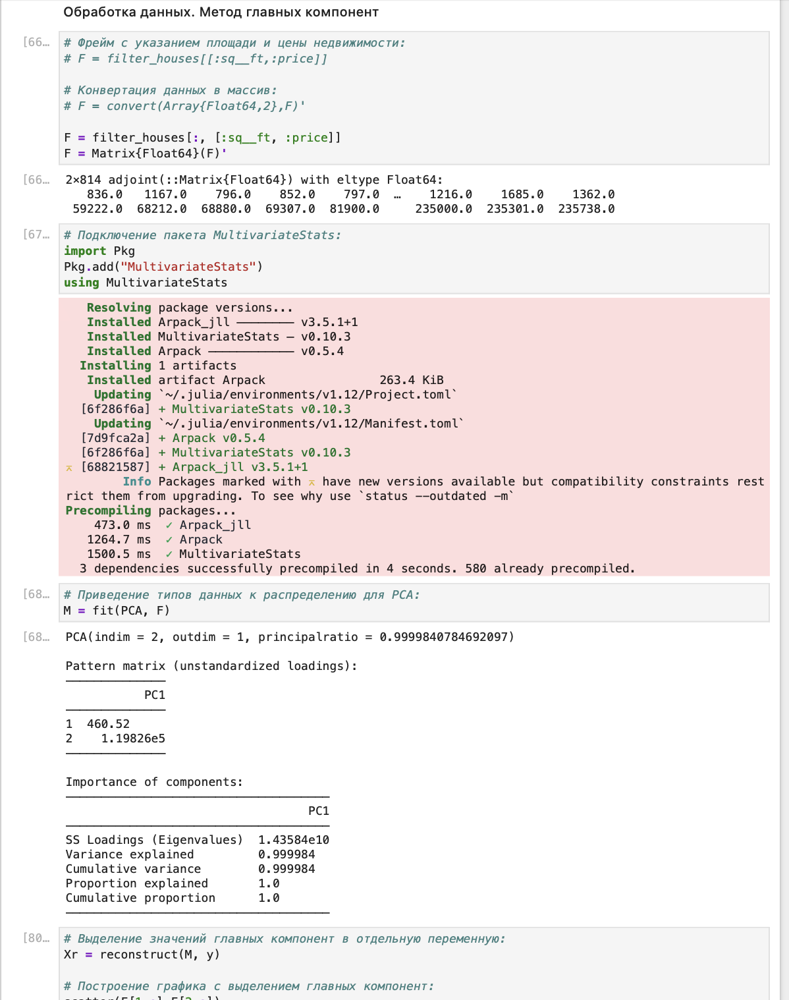 Обработка данных. Метод главных компонент
[66…
# Фрейм с указанием площади и цены недвижимости:
# F = filter_houses[[:sq__ft,:price]]
# Конвертация данных в массив:
# F = convert(Array{Float64,2},F)'
F = filter_houses[:, [:sq__ft, :price]]
F = Matrix{Float64}(F)'
[66…
2×814 adjoint(::Matrix{Float64}) with eltype Float64:
836.0 1167.0 796.0 852.0 797.0 … 1216.0 1685.0 1362.0
59222.0 68212.0 68880.0 69307.0 81900.0 235000.0 235301.0 235738.0
[67…
# Подключение пакета MultivariateStats:
import Pkg
Pkg.add("MultivariateStats")
using MultivariateStats
Resolving package versions...
Installed Arpack_jll ──────── v3.5.1+1
Installed MultivariateStats ─ v0.10.3
Installed Arpack ──────────── v0.5.4
Installing 1 artifacts
Installed artifact Arpack 263.4 KiB
Updating `~/.julia/environments/v1.12/Project.toml`
[6f286f6a] + MultivariateStats v0.10.3
Updating `~/.julia/environments/v1.12/Manifest.toml`
[7d9fca2a] + Arpack v0.5.4
[6f286f6a] + MultivariateStats v0.10.3
⌅ [68821587] + Arpack_jll v3.5.1+1
Info Packages marked with ⌅ have new versions available but compatibility constraints rest
rict them from upgrading. To see why use `status --outdated -m`
Precompiling packages...
473.0 ms ✓ Arpack_jll
1264.7 ms ✓ Arpack
1500.5 ms ✓ MultivariateStats
3 dependencies successfully precompiled in 4 seconds. 580 already precompiled.
[68…
# Приведение типов данных к распределению для PCA:
M = fit(PCA, F)
[68…
PCA(indim = 2, outdim = 1, principalratio = 0.9999840784692097)
Pattern matrix (unstandardized loadings):
PC1
1 460.52
2 1.19826e5
Importance of components:
PC1
SS Loadings (Eigenvalues) 1.43584e10
Variance explained 0.999984
Cumulative variance 0.999984
Proportion explained 1.0
Cumulative proportion 1.0
[80…
# Выделение значений главных компонент в отдельную переменную:
Xr = reconstruct(M, y)
# Построение графика с выделением главных компонент: